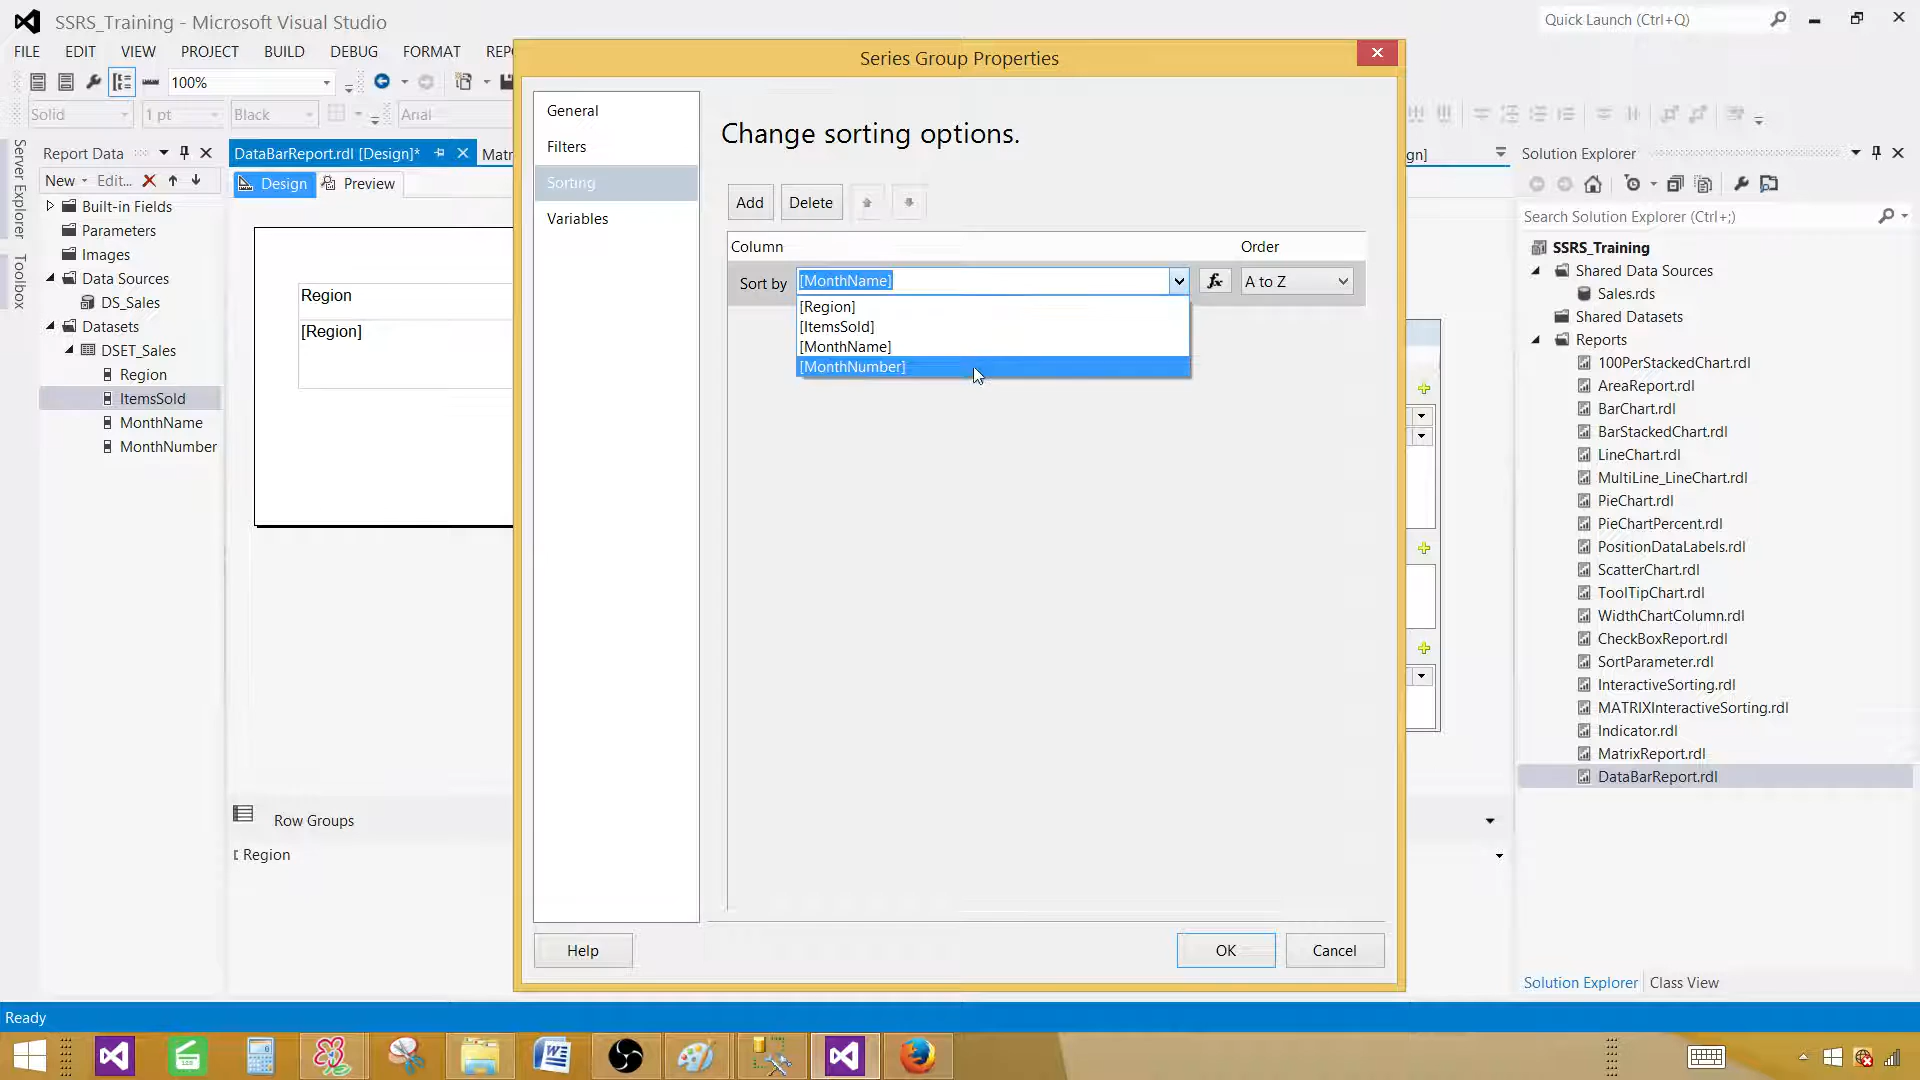 SSRS_Training - Microsoft Visual Studio
Quick Launch (Ctrl+Q)
FILE EDIT VIEW PROJECT BUILD DEBUG FORMAT
Series Group Properties
100%
Solid 1 pt Black Arial
Report Data
DataBarReport.rdl [Design]*
Matr
gn]
Solution Explorer
New Edit...
Design Preview
Server Explorer
Toolbox
Built-in Fields
Parameters
Images
Data Sources
DS_Sales
Datasets
DSET_Sales
Region
ItemsSold
MonthName
MonthNumber
Region
[Region]
Row Groups
Region
General
Filters
Sorting
Variables
Change sorting options.
Add Delete
Column Order
Sort by [MonthName] fx A to Z
[Region]
[ItemsSold]
[MonthName]
[MonthNumber]
Help OK Cancel
Search Solution Explorer (Ctrl+;)
SSRS_Training
Shared Data Sources
Sales.rds
Shared Datasets
Reports
100PerStackedChart.rdl
AreaReport.rdl
BarChart.rdl
BarStackedChart.rdl
LineChart.rdl
MultiLine_LineChart.rdl
PieChart.rdl
PieChartPercent.rdl
PositionDataLabels.rdl
ScatterChart.rdl
ToolTipChart.rdl
WidthChartColumn.rdl
CheckBoxReport.rdl
SortParameter.rdl
InteractiveSorting.rdl
MATRIXInteractiveSorting.rdl
Indicator.rdl
MatrixReport.rdl
DataBarReport.rdl
Solution Explorer Class View
Ready